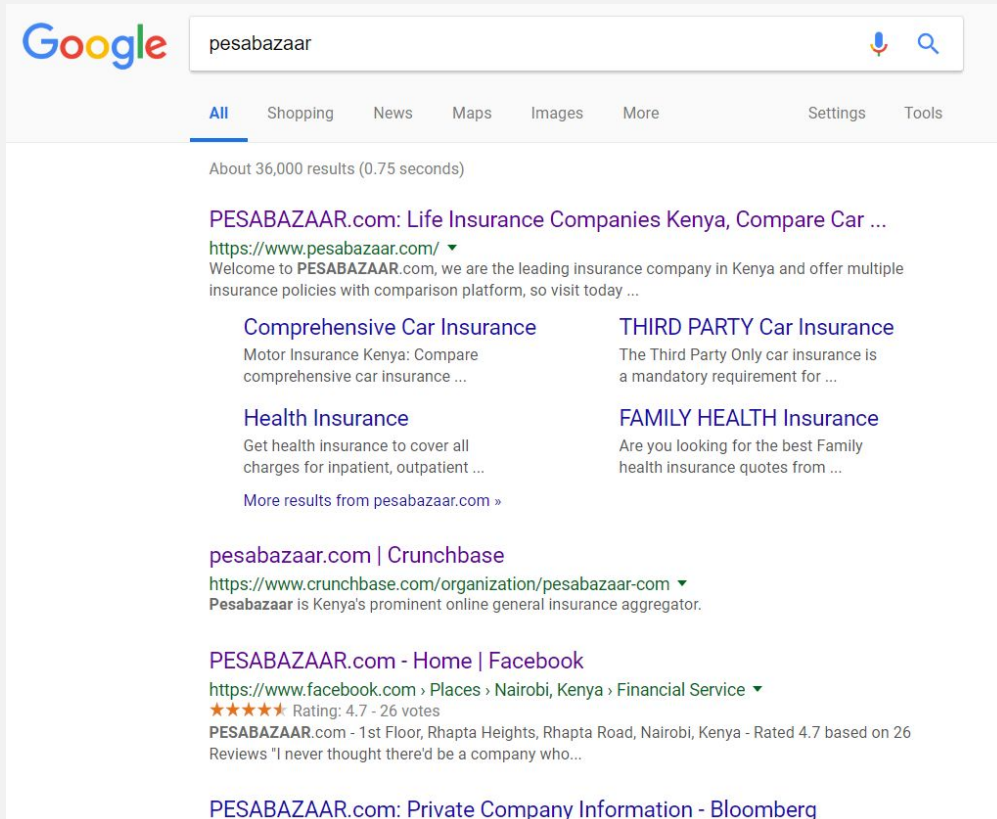 Google
pesabazaar
All Shopping News Maps Images More Settings Tools
About 36,000 results (0.75 seconds)
PESABAZAAR.com: Life Insurance Companies Kenya, Compare Car ...
https://www.pesabazaar.com/
Welcome to PESABAZAAR.com, we are the leading insurance company in Kenya and offer multiple
insurance policies with comparison platform, so visit today ...
Comprehensive Car Insurance
Motor Insurance Kenya: Compare
comprehensive car insurance ...
THIRD PARTY Car Insurance
The Third Party Only car insurance is
a mandatory requirement for ...
Health Insurance
Get health insurance to cover all
charges for inpatient, outpatient ...
FAMILY HEALTH Insurance
Are you looking for the best Family
health insurance quotes from ...
More results from pesabazaar.com »
pesabazaar.com | Crunchbase
https://www.crunchbase.com/organization/pesabazaar-com
Pesabazaar is Kenya's prominent online general insurance aggregator.
PESABAZAAR.com - Home | Facebook
https://www.facebook.com › Places › Nairobi, Kenya › Financial Service
Rating: 4.7 - 26 votes
PESABAZAAR.com - 1st Floor, Rhapta Heights, Rhapta Road, Nairobi, Kenya - Rated 4.7 based on 26
Reviews "I never thought there'd be a company who...
PESABAZAAR.com: Private Company Information - Bloomberg